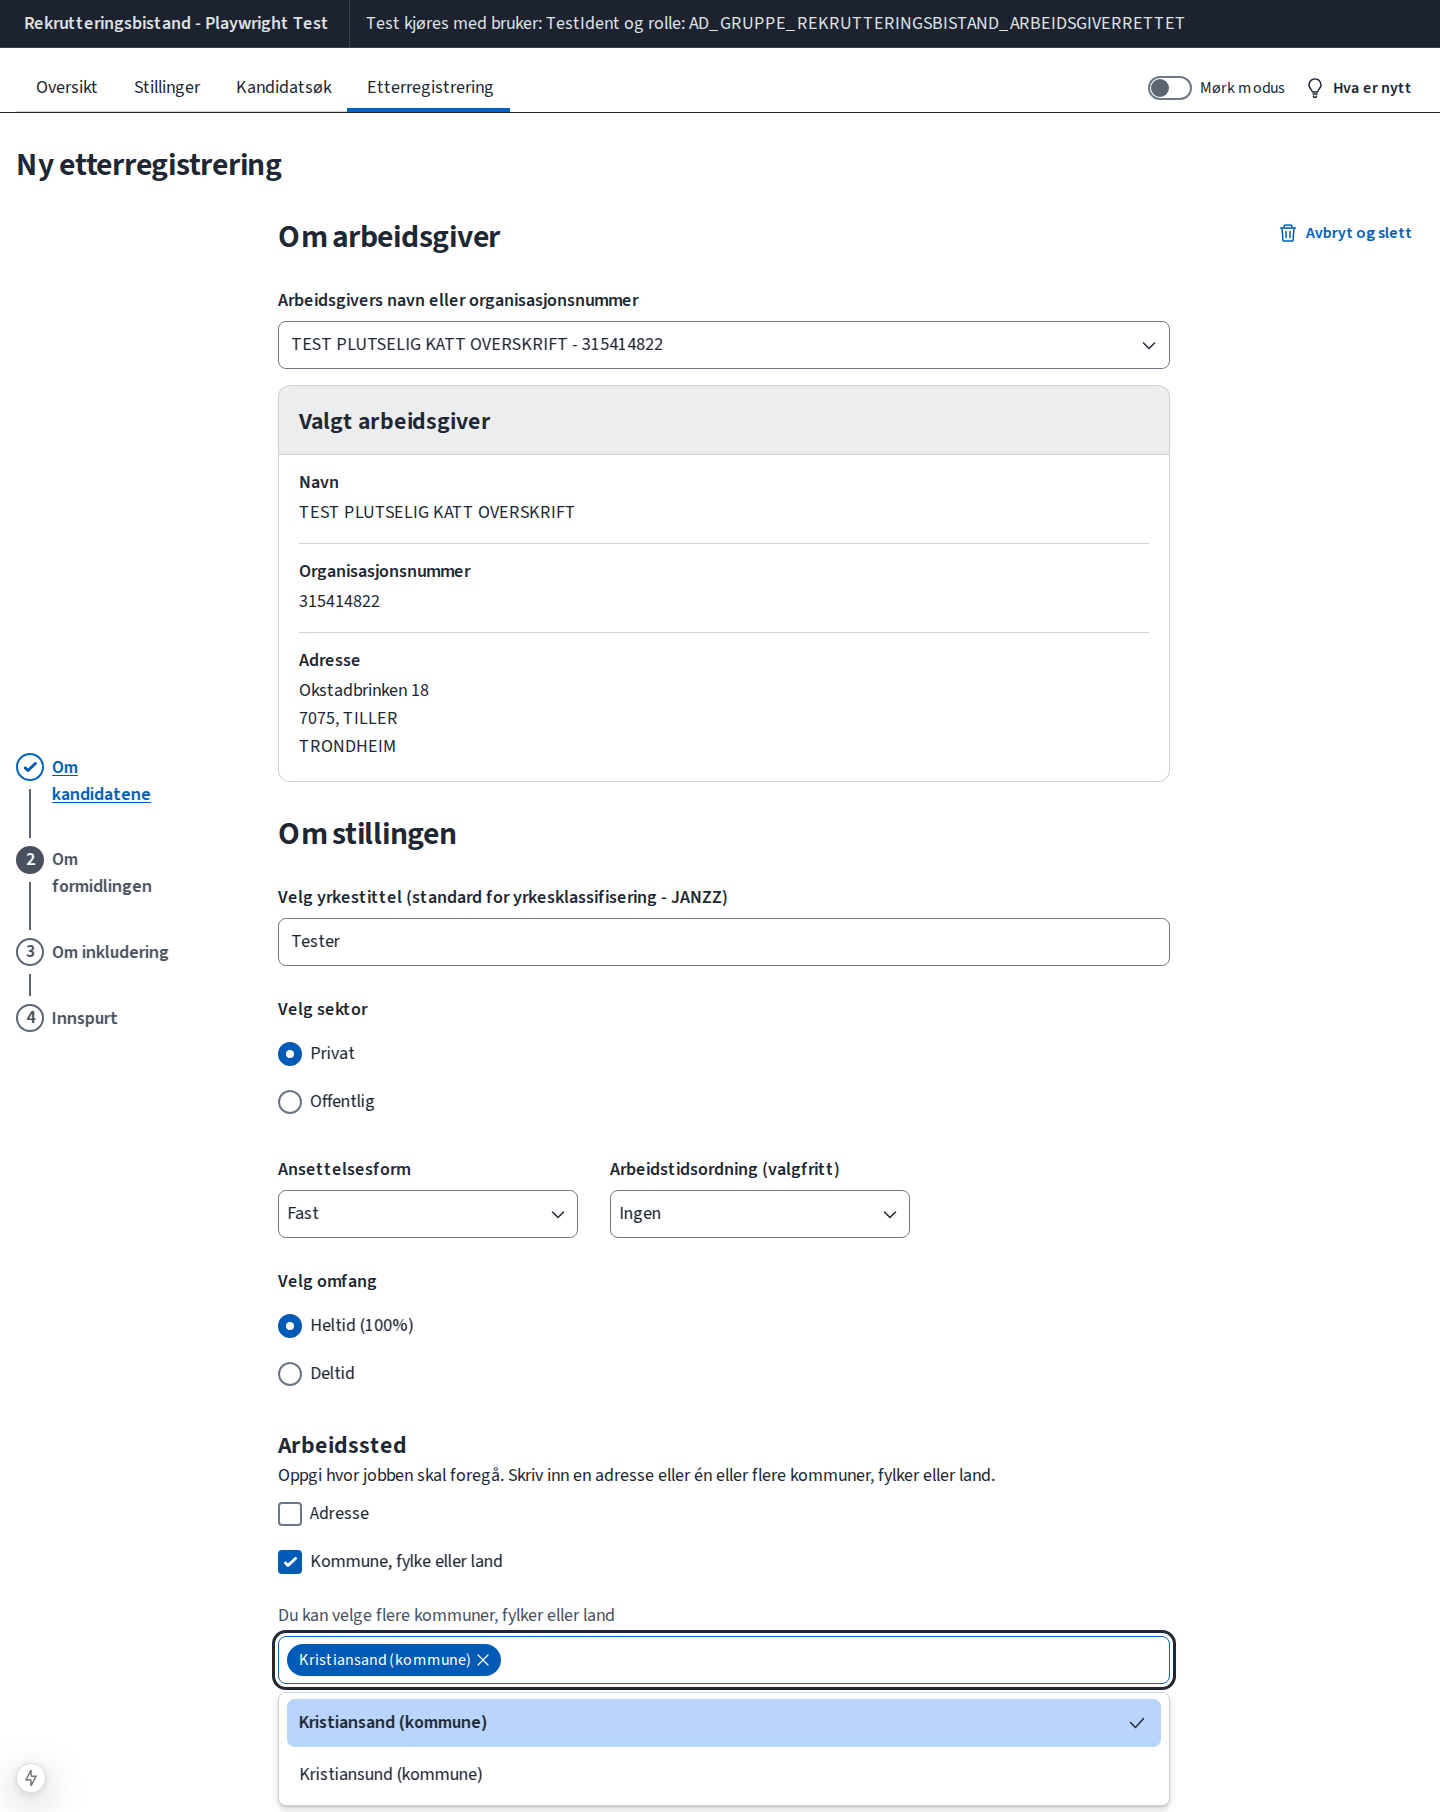 Rekrutteringsbistand - Playwright Test
Test kjøres med bruker: TestIdent og rolle: AD_GRUPPE_REKRUTTERINGSBISTAND_ARBEIDSGIVERRETTET
Oversikt
Stillinger
Kandidatsøk
Etterregistrering
Mørk modus
Hva er nytt
Ny etterregistrering
Om
kandidatene
2
Om
formidlingen
3
Om inkludering
4
Innspurt
Om arbeidsgiver
Avbryt og slett
Arbeidsgivers navn eller organisasjonsnummer
TEST PLUTSELIG KATT OVERSKRIFT - 315414822
Valgt arbeidsgiver
Navn
TEST PLUTSELIG KATT OVERSKRIFT
Organisasjonsnummer
315414822
Adresse
Okstadbrinken 18
7075, TILLER
TRONDHEIM
Om stillingen
Velg yrkestittel (standard for yrkesklassifisering - JANZZ)
Tester
Velg sektor
Privat
Offentlig
Ansettelsesform
Arbeidstidsordning (valgfritt)
Fast
Ingen
Velg omfang
Heltid (100%)
Deltid
Arbeidssted
Oppgi hvor jobben skal foregå. Skriv inn en adresse eller én eller flere kommuner, fylker eller land.
Adresse
Kommune, fylke eller land
Du kan velge flere kommuner, fylker eller land
Kristiansand (kommune)
Kristiansand (kommune)
Kristiansund (kommune)